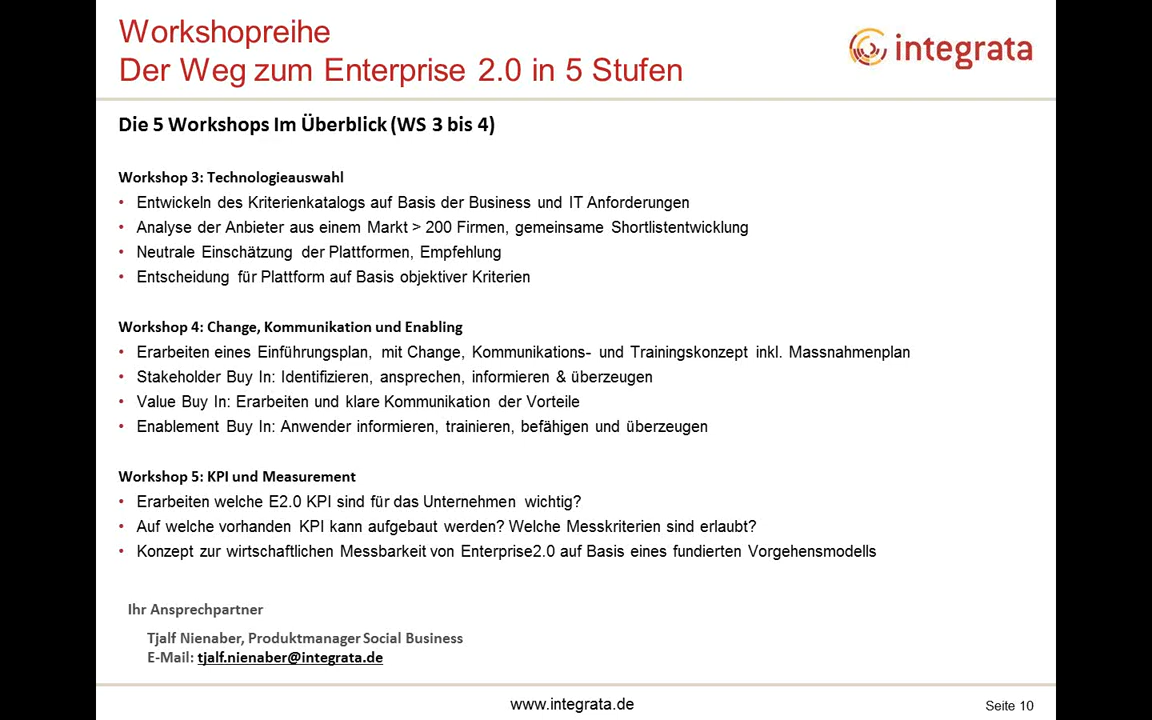 Workshopreihe
Der Weg zum Enterprise 2.0 in 5 Stufen
integrata
Die 5 Workshops Im Überblick (WS 3 bis 4)
Workshop 3: Technologieauswahl
• Entwickeln des Kriterienkatalogs auf Basis der Business und IT Anforderungen
• Analyse der Anbieter aus einem Markt > 200 Firmen, gemeinsame Shortlistentwicklung
• Neutrale Einschätzung der Plattformen, Empfehlung
• Entscheidung für Plattform auf Basis objektiver Kriterien
Workshop 4: Change, Kommunikation und Enabling
• Erarbeiten eines Einführungsplan, mit Change, Kommunikations- und Trainingskonzept inkl. Massnahmenplan
• Stakeholder Buy In: Identifizieren, ansprechen, informieren & überzeugen
• Value Buy In: Erarbeiten und klare Kommunikation der Vorteile
• Enablement Buy In: Anwender informieren, trainieren, befähigen und überzeugen
Workshop 5: KPI und Measurement
• Erarbeiten welche E2.0 KPI sind für das Unternehmen wichtig?
• Auf welche vorhanden KPI kann aufgebaut werden? Welche Messkriterien sind erlaubt?
• Konzept zur wirtschaftlichen Messbarkeit von Enterprise2.0 auf Basis eines fundierten Vorgehensmodells
Ihr Ansprechpartner
Tjalf Nienaber, Produktmanager Social Business
E-Mail: tjalf.nienaber@integrata.de
www.integrata.de
Seite 10